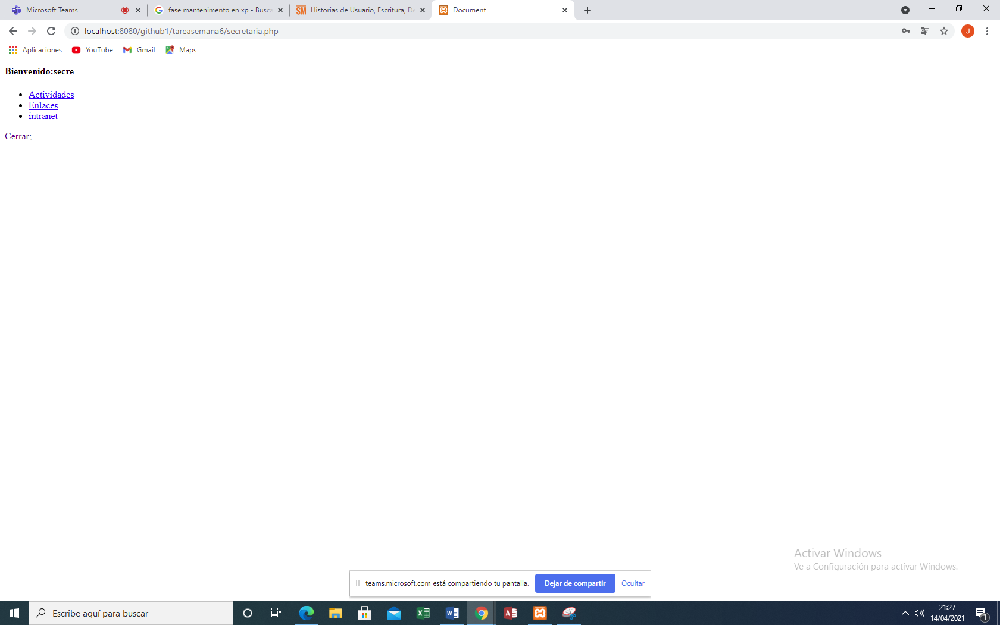 Microsoft Teams
fase mantenimento en xp - Busca
Historias de Usuario, Escritura, De
Document
localhost:8080/github1/tareasemana6/secretaria.php
J
Aplicaciones
YouTube
Gmail
Maps
Bienvenido:secre
Actividades
Enlaces
intranet
Cerrar;
Activar Windows
Ve a Configuración para activar Windows.
teams.microsoft.com está compartiendo tu pantalla.
Dejar de compartir
Ocultar
Escribe aquí para buscar
21:27
14/04/2021
1